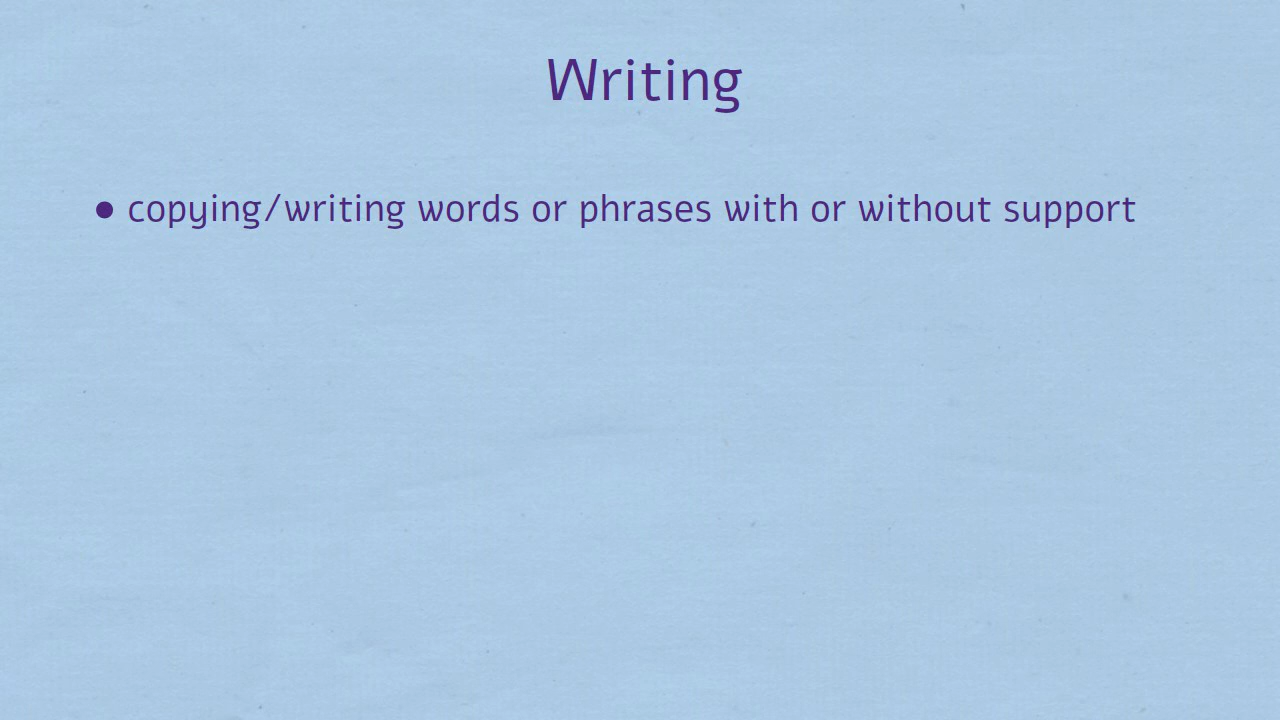 Writing
• copying/writing words or phrases with or without support